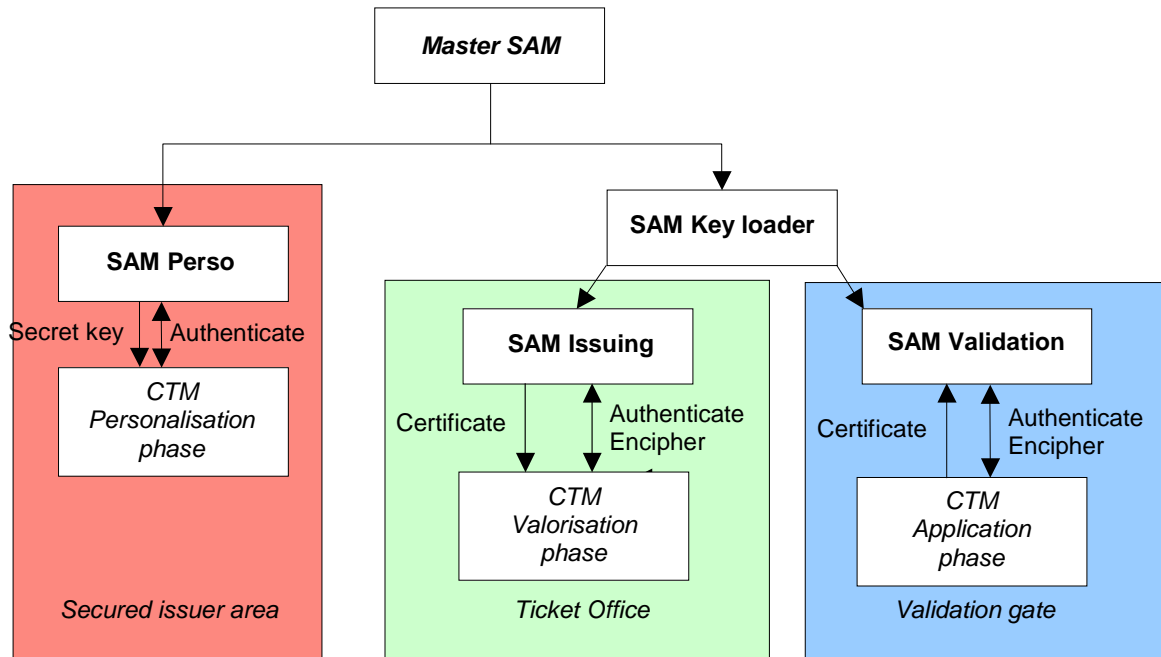 Master SAM
SAM Key loader
SAM Perso
Secret key
Authenticate
CTM
Personalisation
phase
Secured issuer area
SAM Issuing
Certificate
Authenticate
Encipher
CTM
Valorisation
phase
Ticket Office
SAM Validation
Certificate
Authenticate
Encipher
CTM
Application
phase
Validation gate